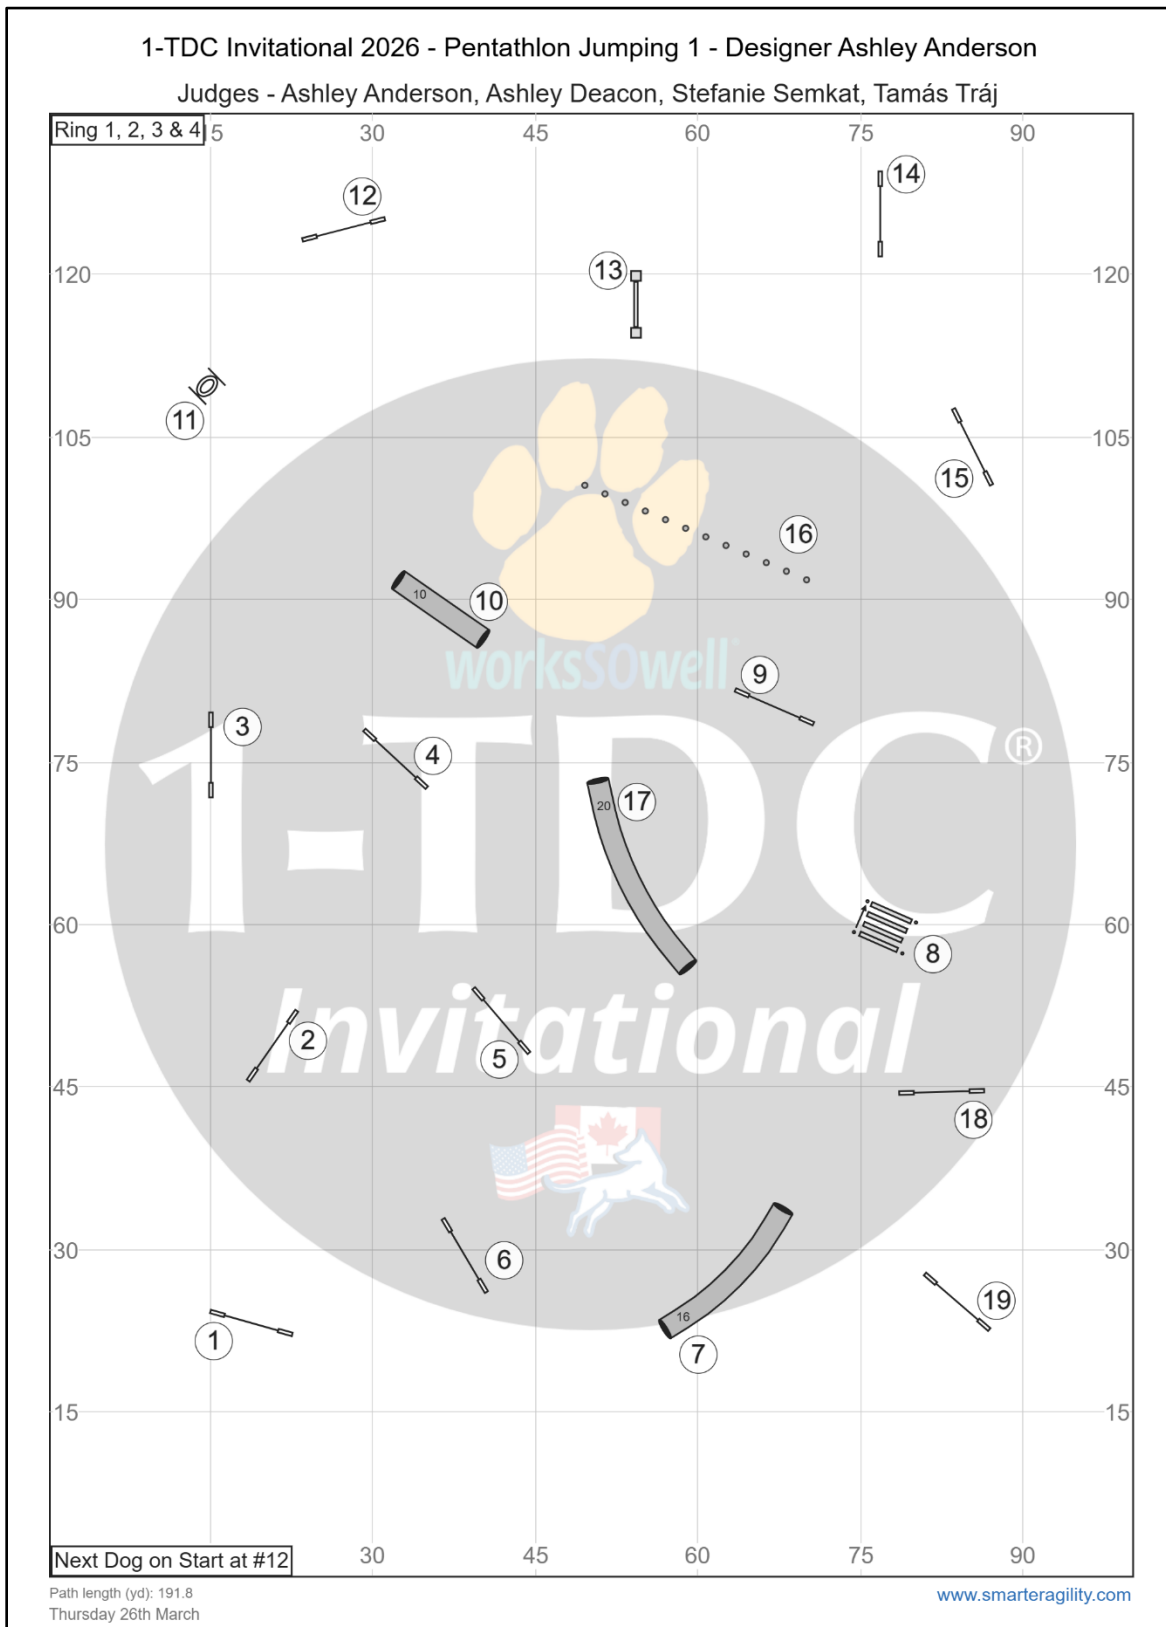 1-TDC Invitational 2026 - Pentathlon Jumping 1 - Designer Ashley Anderson
Judges - Ashley Anderson, Ashley Deacon, Stefanie Semkat, Tamás Tráj
Ring 1, 2, 3 & 4
15 30 45 60 75 90
14
12
13
120 120
11
105 105
15
16
90 90
10
10
worksSOwell
9
3
4
75 75
1-TDC®
17
20
60 60
8
Invitational
2
5
45 45
18
30 30
6
19
1
16
7
15 15
Next Dog on Start at #12
30 45 60 75 90
Path length (yd): 191.8
www.smarteragility.com
Thursday 26th March